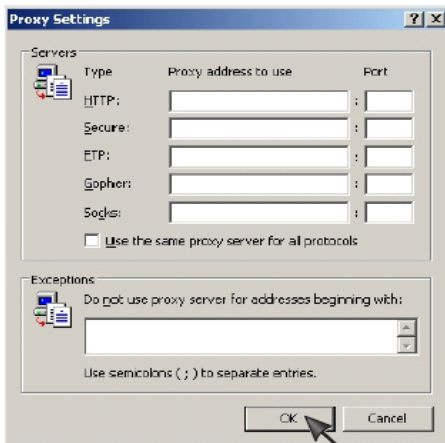 Proxy Settings
Servers
Type Proxy address to use Port
HTTP: :
Secure: :
FTP: :
Gopher: :
Socks: :
Use the same proxy server for all protocols
Exceptions
Do not use proxy server for addresses beginning with:
Use semicolons ( ; ) to separate entries.
OK Cancel